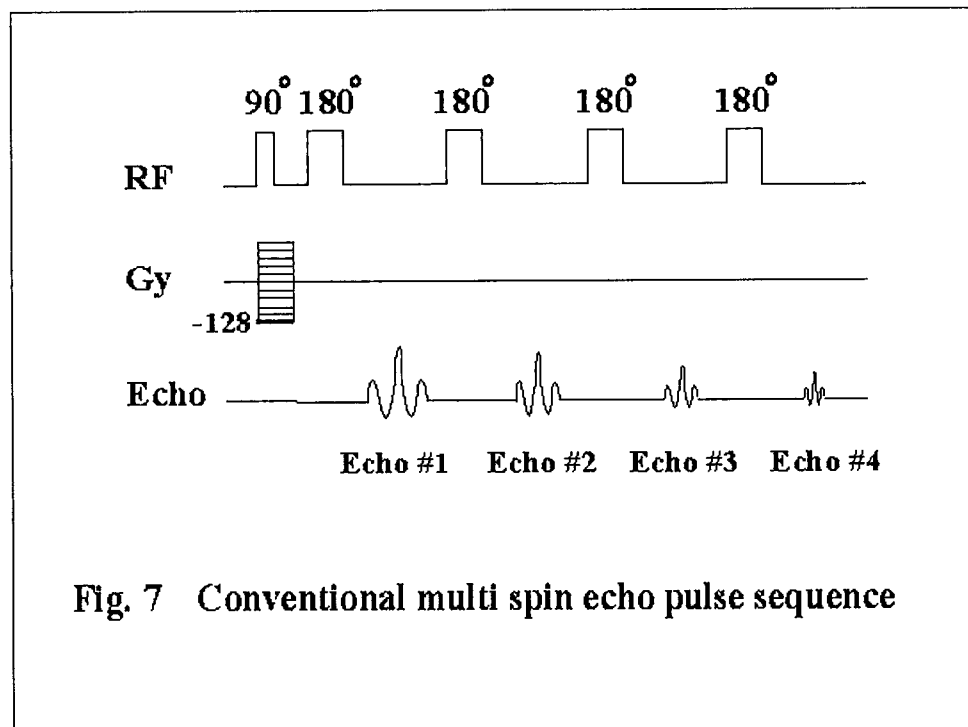 90° 180° 180° 180° 180°
RF
Gy
-128
Echo
Echo #1 Echo #2 Echo #3 Echo #4
Fig. 7 Conventional multi spin echo pulse sequence